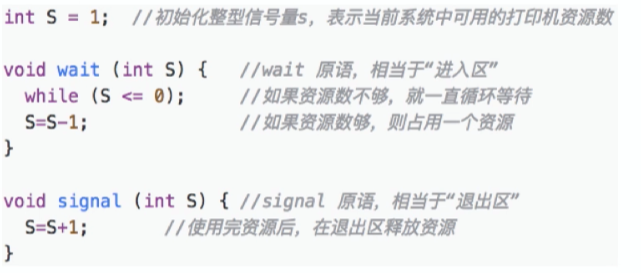 int S = 1;  //初始化整型信号量s，表示当前系统中可用的打印机资源数
void wait (int S) {   //wait 原语，相当于“进入区”
  while (S <= 0);     //如果资源数不够，就一直循环等待
  S=S-1;              //如果资源数够，则占用一个资源
}
void signal (int S) { //signal 原语，相当于“退出区”
  S=S+1;       //使用完资源后，在退出区释放资源
}